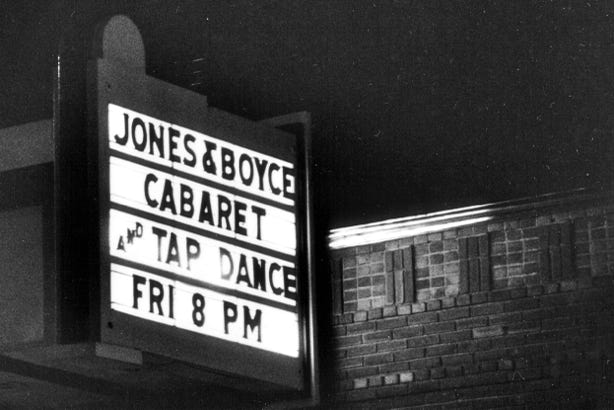 JONES & BOYCE
CABARET
AND TAP DANCE
FRI 8 PM